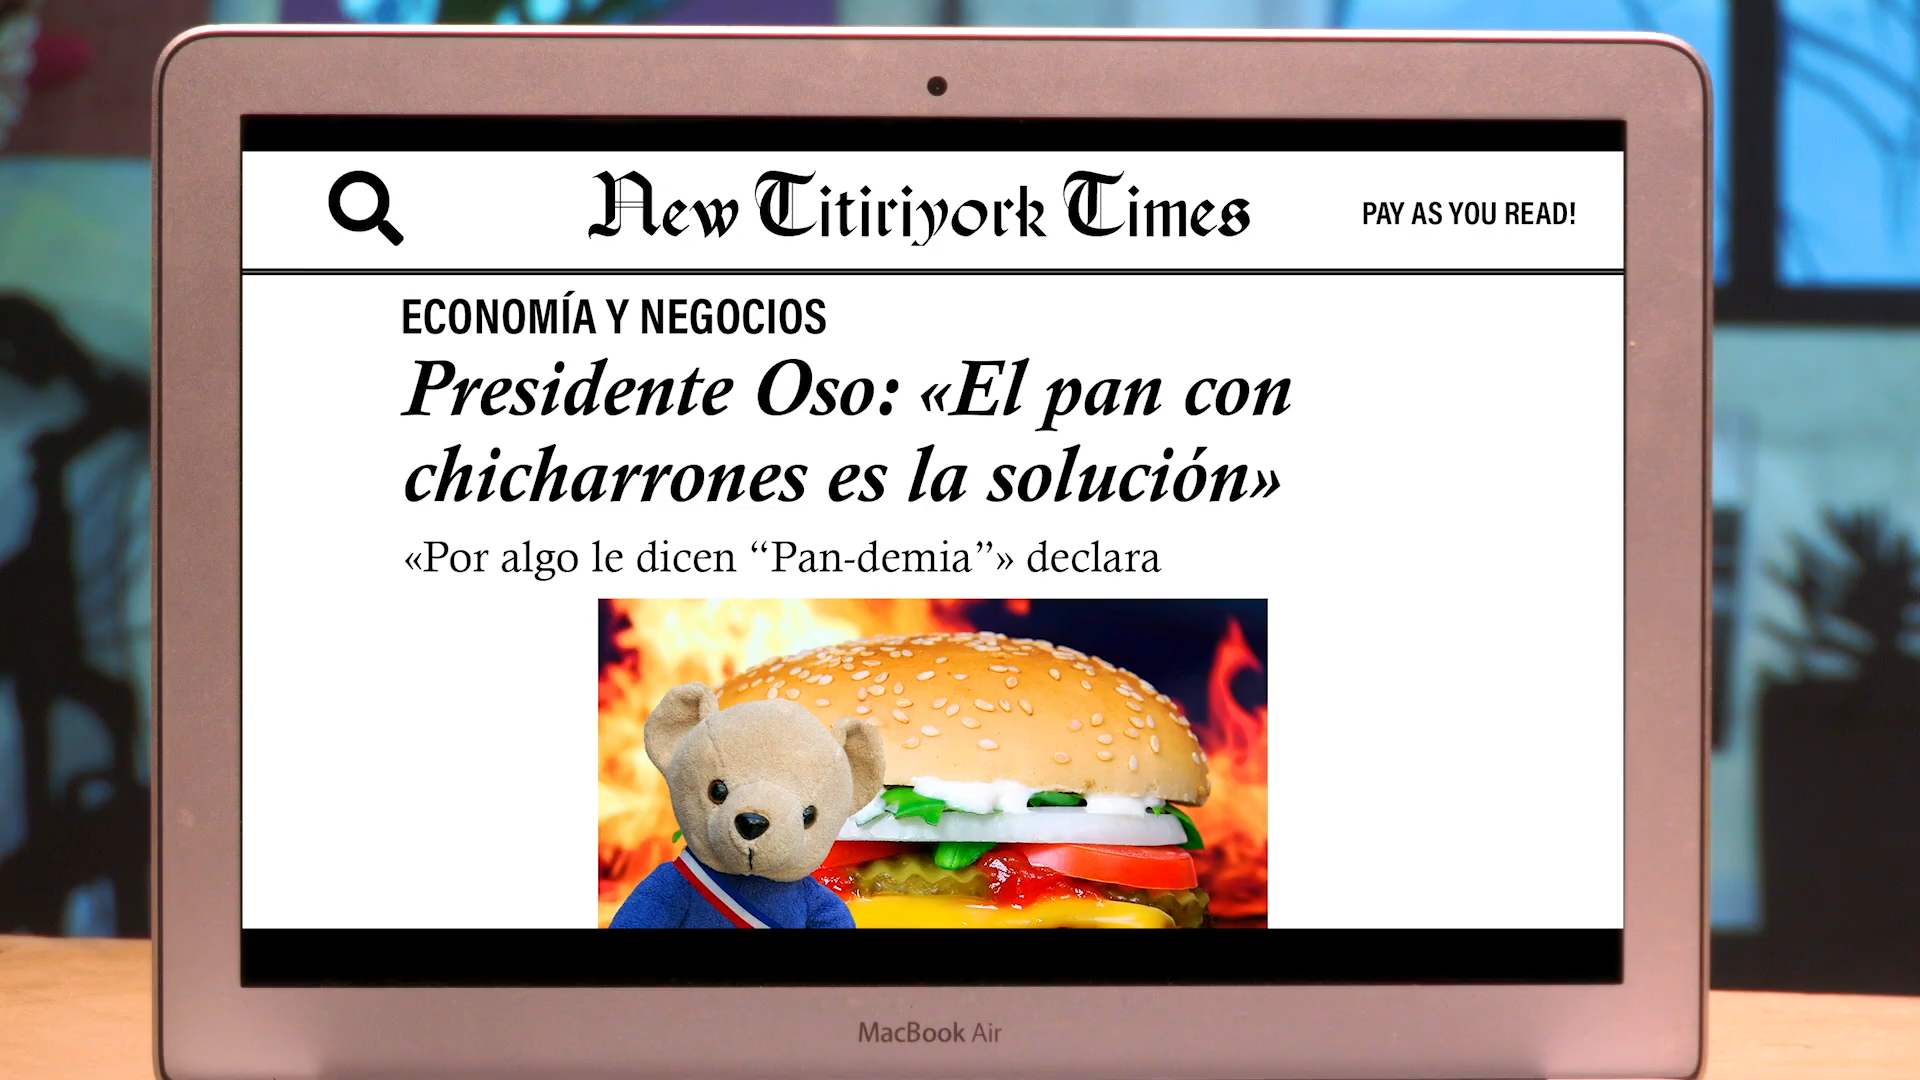 New Titiriyork Times
PAY AS YOU READ!
ECONOMÍA Y NEGOCIOS
Presidente Oso: «El pan con
chicharrones es la solución»
«Por algo le dicen “Pan-demia”» declara
MacBook Air